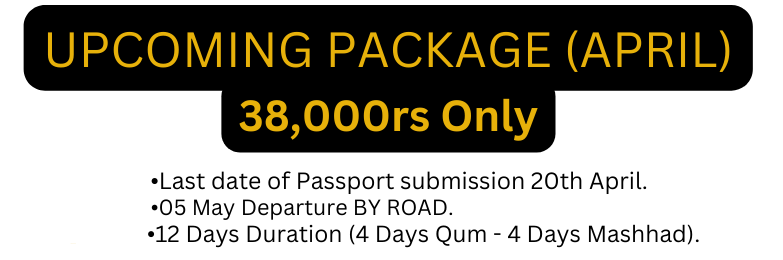 UPCOMING PACKAGE (APRIL)
38,000rs Only
•Last date of Passport submission 20th April.
•05 May Departure BY ROAD.
•12 Days Duration (4 Days Qum - 4 Days Mashhad).